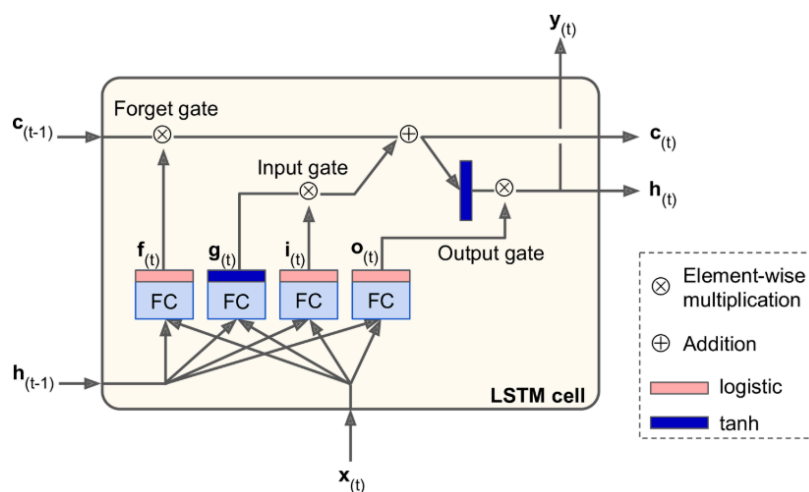 y(t)
Forget gate
c(t-1)
c(t)
Input gate
h(t)
f(t) g(t) i(t) o(t)
Output gate
FC FC FC FC
h(t-1)
LSTM cell
x(t)
Element-wise
multiplication
Addition
logistic
tanh